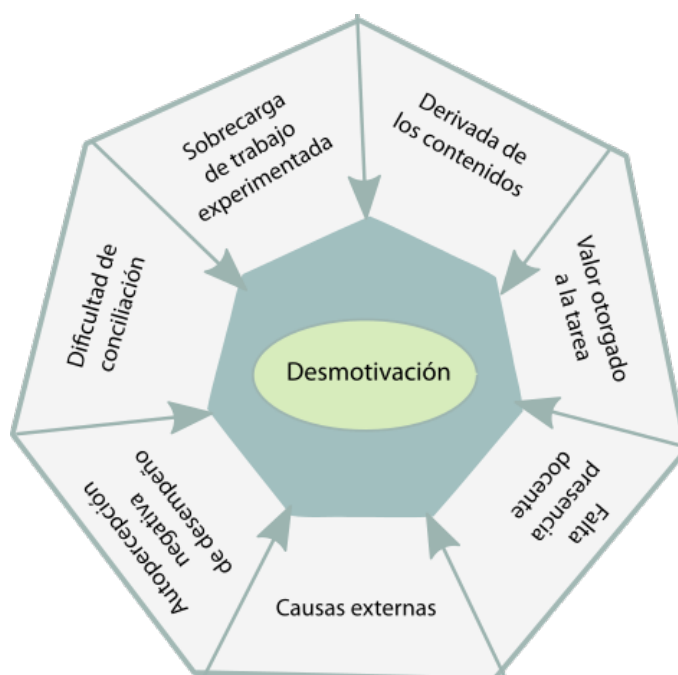 Sobrecarga
de trabajo
experimentada
Derivada de
los contenidos
Valor otorgado
a la tarea
Falta
presencia
docente
Causas externas
Autopercepción
negativa
de desempeño
Dificultad de
conciliación
Desmotivación